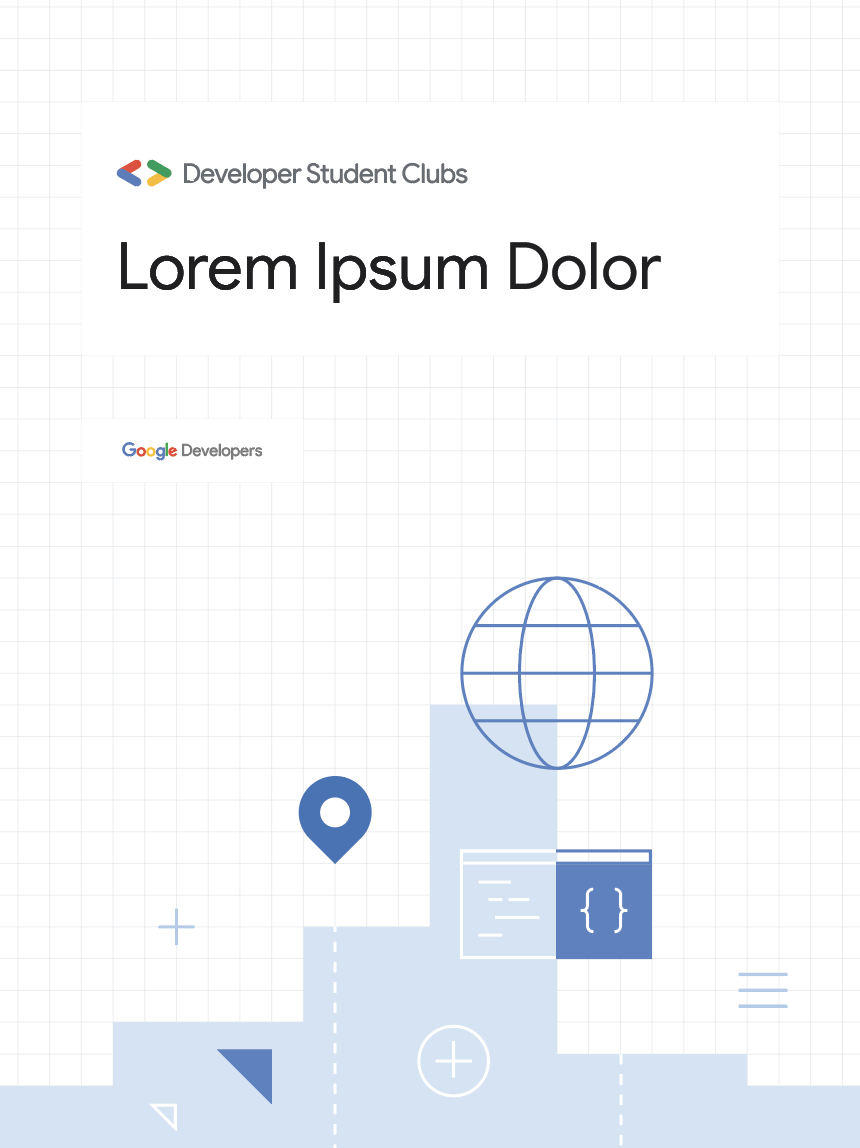 Developer Student Clubs
Lorem Ipsum Dolor
Google Developers
{ }